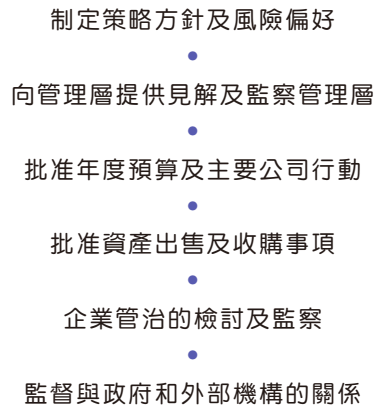 制定策略方針及風險偏好
•
向管理層提供見解及監察管理層
•
批准年度預算及主要公司行動
•
批准資產出售及收購事項
•
企業管治的檢討及監察
•
監督與政府和外部機構的關係